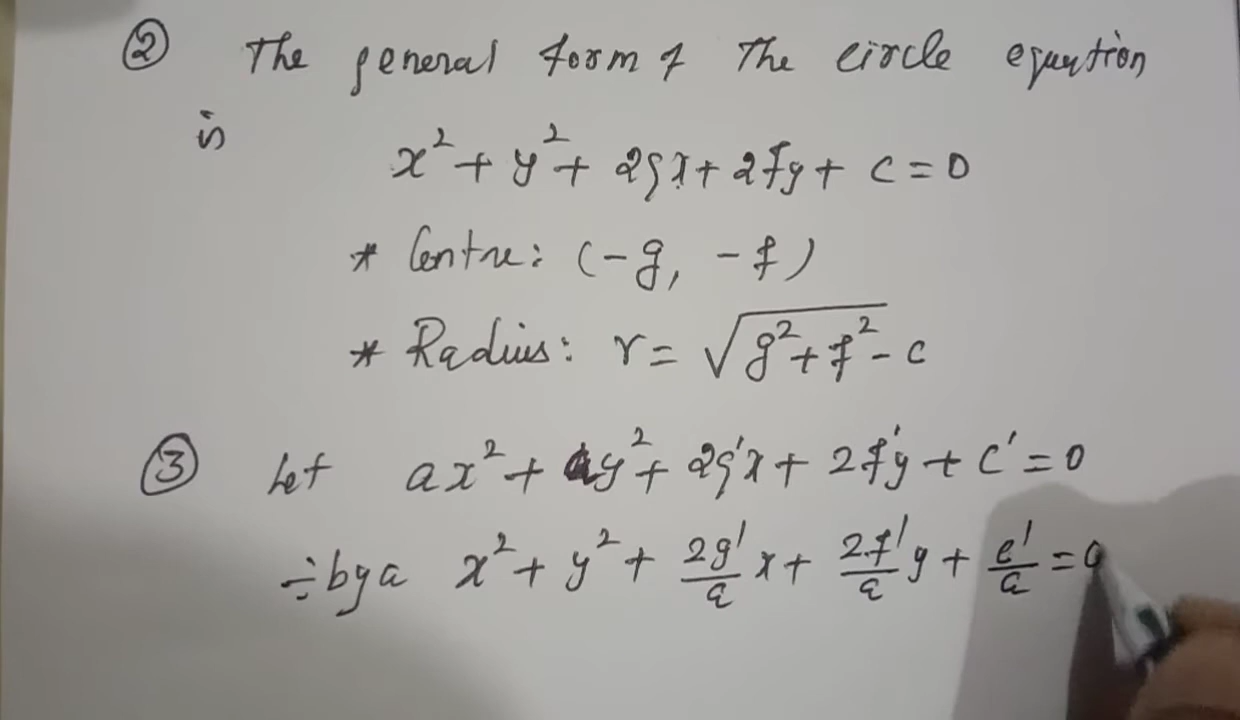 ② The general form of the circle equation
is
x² + y² + 2gx + 2fy + c = 0
* Centre: (-g, -f)
* Radius: r = √(g² + f² - c)
③ Let ax² + ay² + 2g'x + 2f'y + c' = 0
÷ by a x² + y² + 2g'/a x + 2f'/a y + c'/a = 0